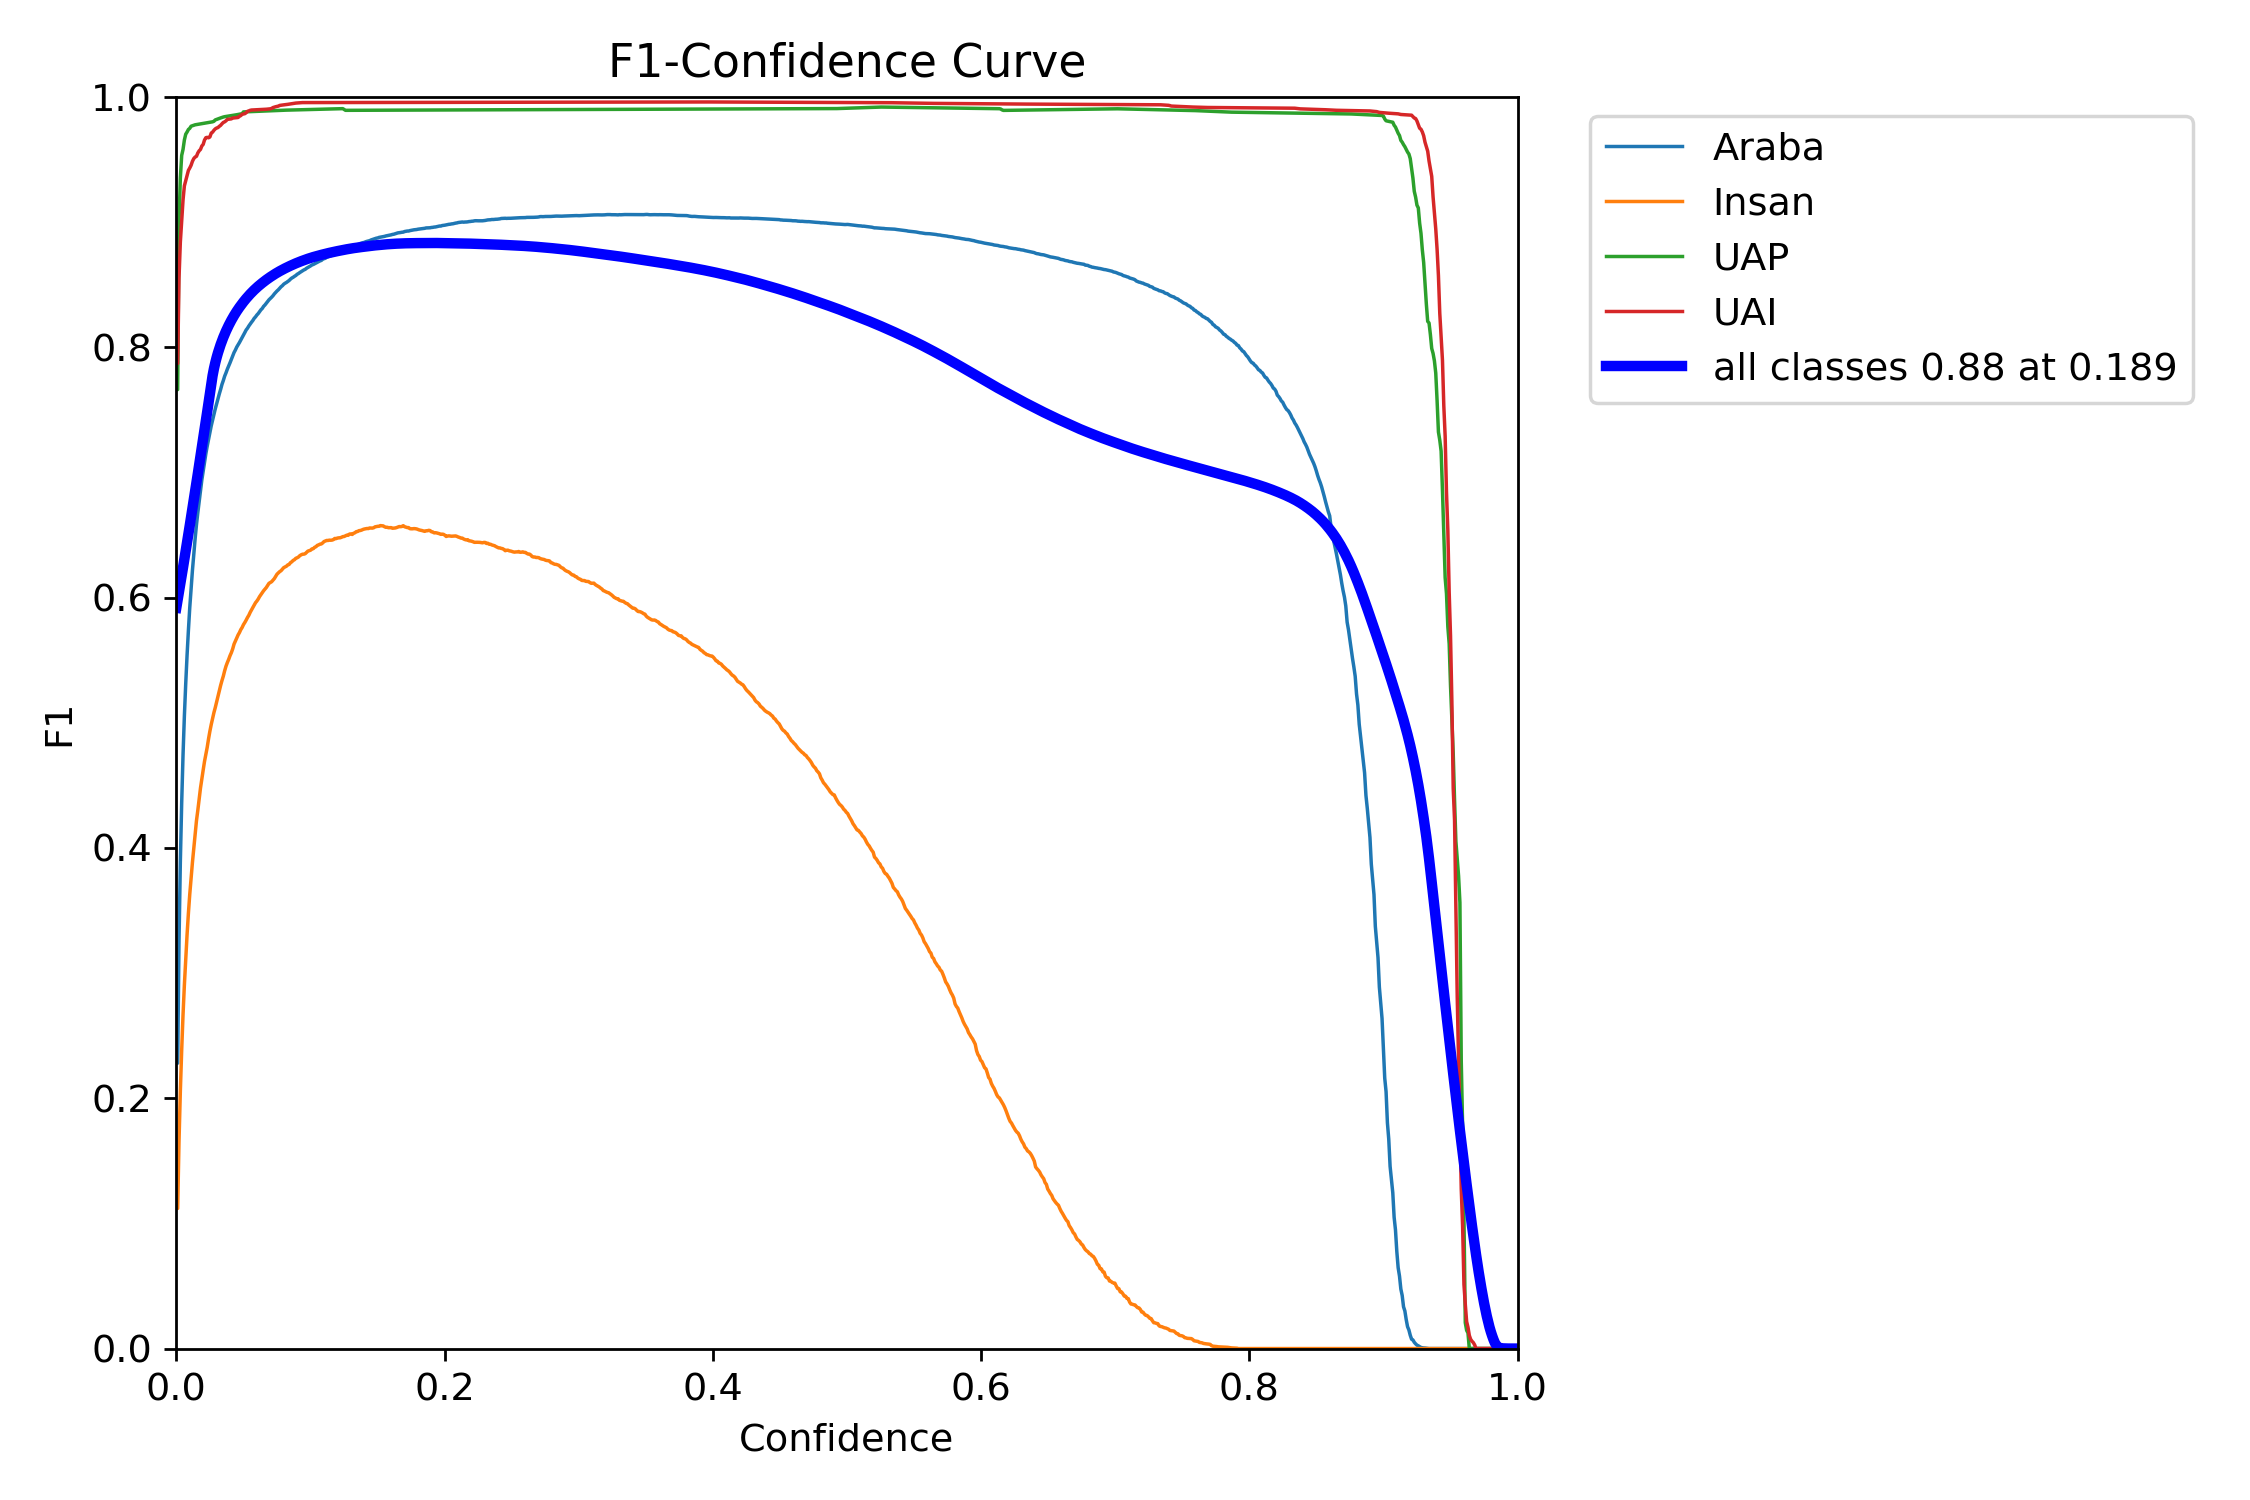 F1-Confidence Curve
1.0
0.8
0.6
0.4
0.2
0.0
F1
0.0 0.2 0.4 0.6 0.8 1.0
Confidence
Araba
Insan
UAP
UAI
all classes 0.88 at 0.189